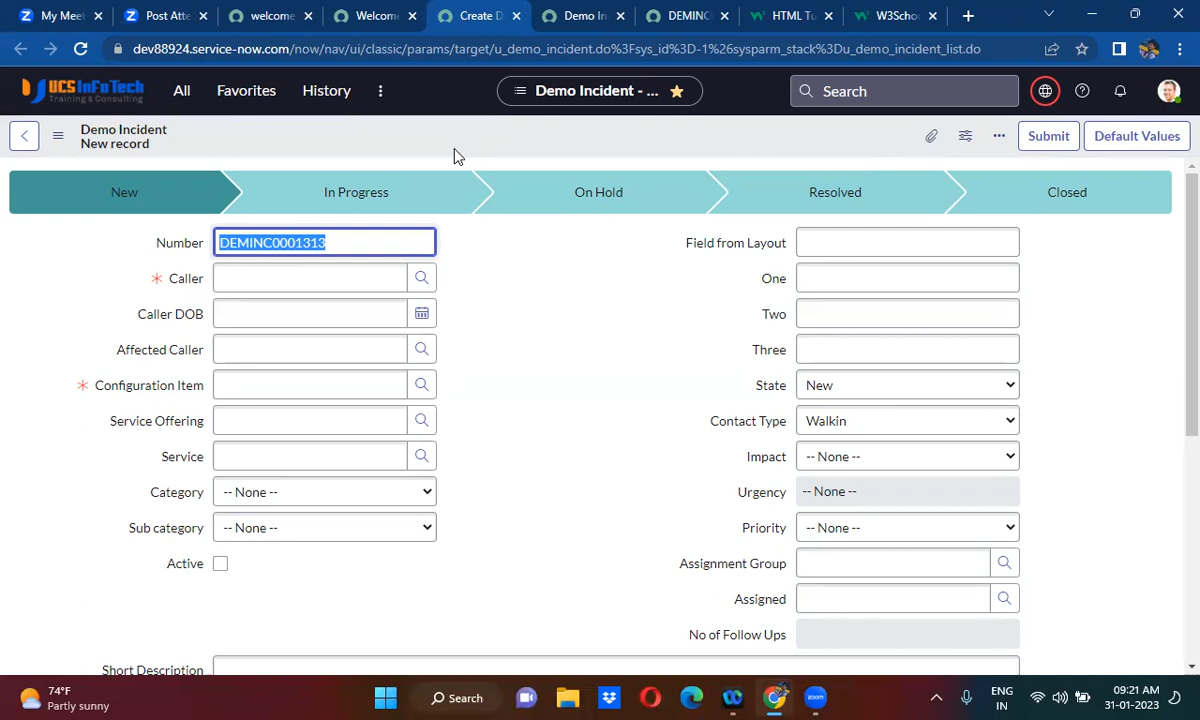 My Meet
Post Atte
welcome
Welcome
Create D
Demo In
DEMINC
HTML Tu
W3Scho
dev88924.service-now.com/now/nav/ui/classic/params/target/u_demo_incident.do%3Fsys_id%3D-1%26sysparm_stack%3Du_demo_incident_list.do
UCS InFoTech
Training & Consulting
All
Favorites
History
Demo Incident - ...
Search
Demo Incident
New record
Submit
Default Values
New
In Progress
On Hold
Resolved
Closed
Number
DEMINC0001313
Field from Layout
* Caller
One
Caller DOB
Two
Affected Caller
Three
* Configuration Item
State
New
Service Offering
Contact Type
Walkin
Service
Impact
-- None --
Category
-- None --
Urgency
-- None --
Sub category
-- None --
Priority
-- None --
Active
Assignment Group
Assigned
No of Follow Ups
Short Description
74°F
Partly sunny
Search
zoom
ENG
IN
09:21 AM
31-01-2023